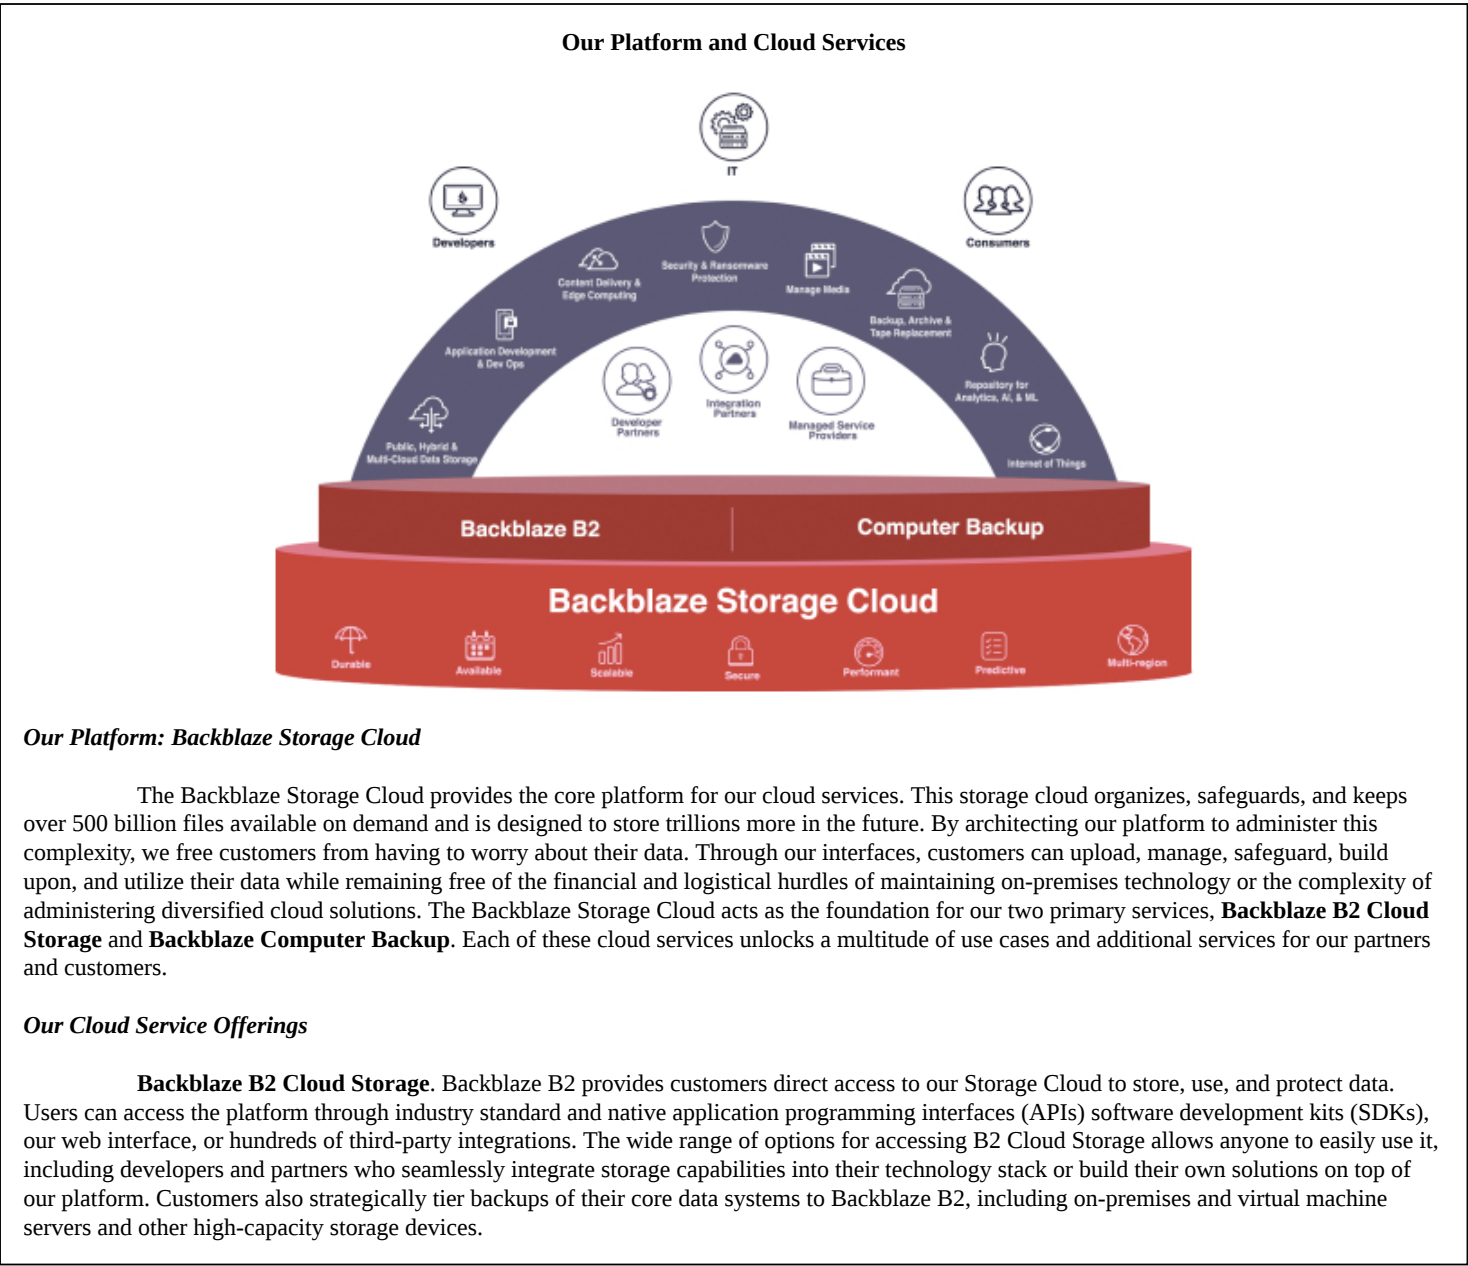 Our Platform and Cloud Services
IT
Developers
Consumers
Security & Ransomware
Protection
Content Delivery &
Edge Computing
Manage Media
Backup, Archive &
Tape Replacement
Application Development
& Dev Ops
Repository for
Analytics, AI, & ML
Public, Hybrid &
Multi-Cloud Data Storage
Internet of Things
Developer
Partners
Integration
Partners
Managed Service
Providers
Backblaze B2
Computer Backup
Backblaze Storage Cloud
Durable
Available
Scalable
Secure
Performant
Predictive
Multi-region
Our Platform: Backblaze Storage Cloud
The Backblaze Storage Cloud provides the core platform for our cloud services. This storage cloud organizes, safeguards, and keeps
over 500 billion files available on demand and is designed to store trillions more in the future. By architecting our platform to administer this
complexity, we free customers from having to worry about their data. Through our interfaces, customers can upload, manage, safeguard, build
upon, and utilize their data while remaining free of the financial and logistical hurdles of maintaining on-premises technology or the complexity of
administering diversified cloud solutions. The Backblaze Storage Cloud acts as the foundation for our two primary services, Backblaze B2 Cloud
Storage and Backblaze Computer Backup. Each of these cloud services unlocks a multitude of use cases and additional services for our partners
and customers.
Our Cloud Service Offerings
Backblaze B2 Cloud Storage. Backblaze B2 provides customers direct access to our Storage Cloud to store, use, and protect data.
Users can access the platform through industry standard and native application programming interfaces (APIs) software development kits (SDKs),
our web interface, or hundreds of third-party integrations. The wide range of options for accessing B2 Cloud Storage allows anyone to easily use it,
including developers and partners who seamlessly integrate storage capabilities into their technology stack or build their own solutions on top of
our platform. Customers also strategically tier backups of their core data systems to Backblaze B2, including on-premises and virtual machine
servers and other high-capacity storage devices.